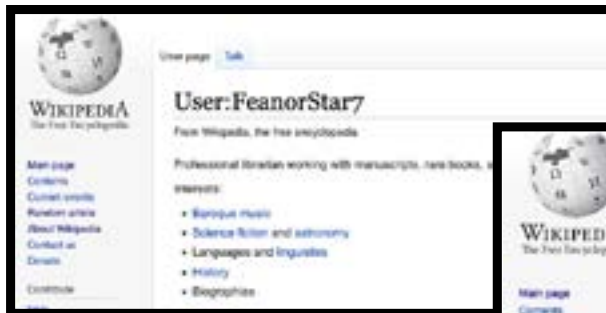 WIKIPEDIA
The Free Encyclopedia
User page Talk
User:FeanorStar7
From Wikipedia, the free encyclopedia
Professional librarian working with manuscripts, rare books,
Interests:
• Baroque music
• Science fiction and astronomy
• Languages and linguistics
• History
• Biographies
Main page
Contents
Current events
Random article
About Wikipedia
Contact us
Donate
Contribute
WIKIPED
The Free Encyclop
Main page
Contents